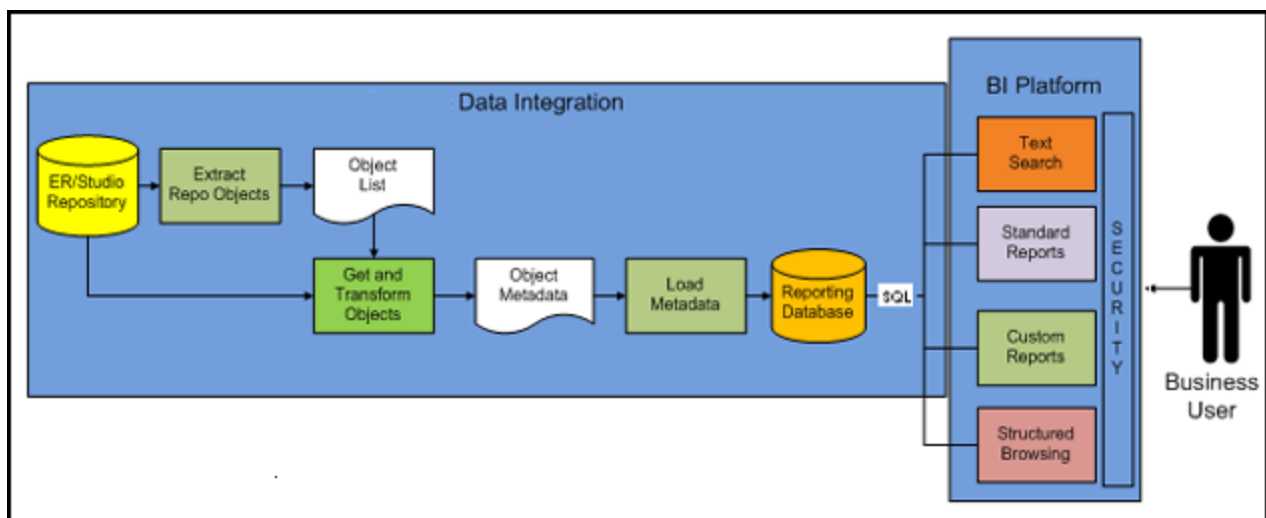 Data Integration
ER/Studio
Repository
Extract
Repo Objects
Object
List
Get and
Transform
Objects
Object
Metadata
Load
Metadata
Reporting
Database
SQL
BI Platform
Text
Search
Standard
Reports
Custom
Reports
Structured
Browsing
SECURITY
Business
User